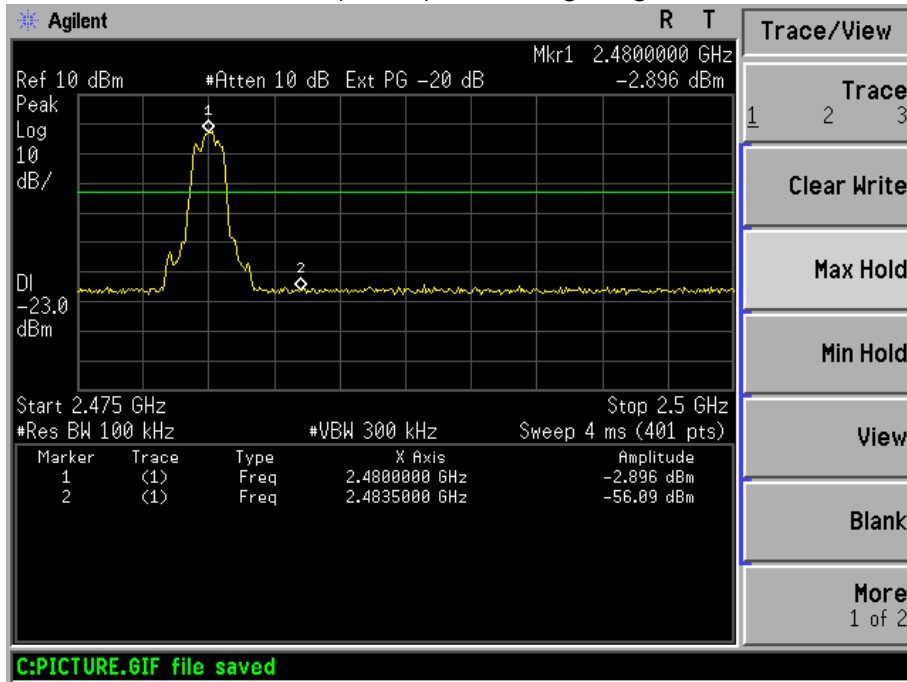 Agilent R T
Mkr1 2.4800000 GHz
Ref 10 dBm #Atten 10 dB Ext PG -20 dB -2.896 dBm
Peak
Log
10
dB/
1
2
DI
-23.0
dBm
Start 2.475 GHz Stop 2.5 GHz
#Res BW 100 kHz #VBW 300 kHz Sweep 4 ms (401 pts)
Marker Trace Type X Axis Amplitude
1 (1) Freq 2.4800000 GHz -2.896 dBm
2 (1) Freq 2.4835000 GHz -56.09 dBm
C:PICTURE.GIF file saved
Trace/View
Trace
1 2 3
Clear Write
Max Hold
Min Hold
View
Blank
More
1 of 2